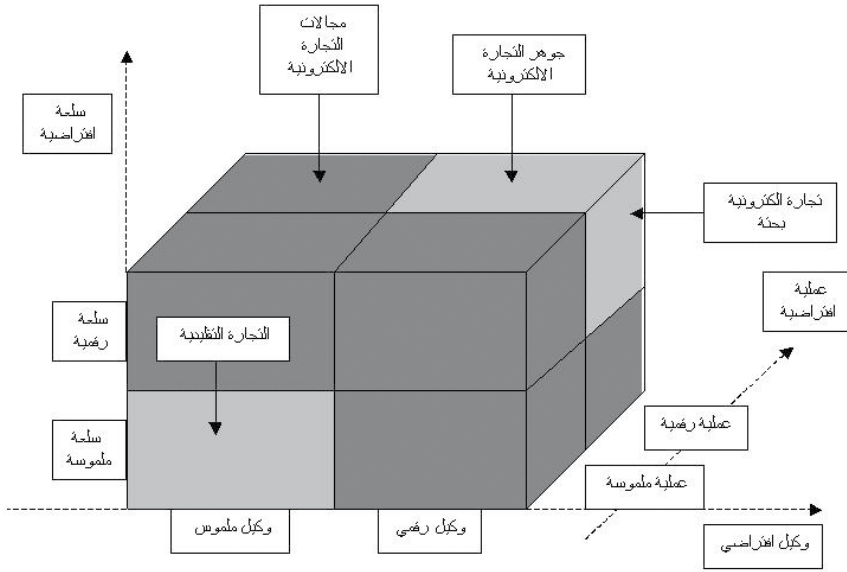 مجالات
التجارة
الالكترونية
جوهر التجارة
الالكترونية
سلعة
افتراضية
تجارة الكترونية
بحتة
عملية
افتراضية
سلعة
رقمية
التجارة التقليدية
عملية رقمية
سلعة
ملموسة
عملية ملموسة
وكيل ملموس
وكيل رقمي
وكيل افتراضي